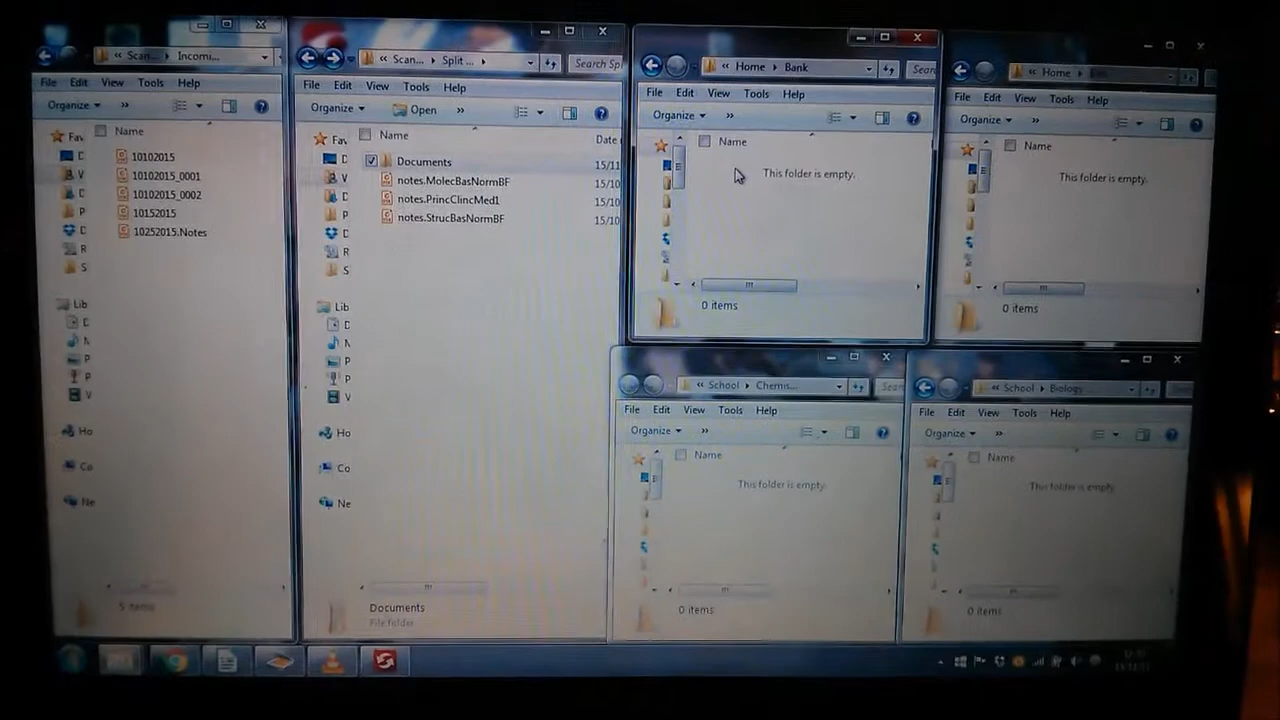 « Scan... ▸ Incomi...
File Edit View Tools Help
Organize ▾ »
Fav
Name
10102015
10102015_0001
10102015_0002
10152015
10252015.Notes
D
V
D
P
D
R
S
Lib
D
M
P
P
V
Ho
Co
Ne
5 items
« Scan... ▸ Split ... ▸
Search Sp
File Edit View Tools Help
Organize ▾ Open »
Fav
Name
Date
Documents 15/11
notes.MolecBasNormBF 15/10
notes.PrincClincMed1 15/10
notes.StrucBasNormBF 15/10
D
V
D
P
D
R
S
Lib
D
M
P
P
V
Ho
Co
Ne
Documents
File folder
« Home ▸ Bank
Sear
File Edit View Tools Help
Organize ▾ »
Name
This folder is empty.
0 items
« Home ▸
File Edit View Tools Help
Organize ▾ »
Name
This folder is empty.
0 items
« School ▸ Chemis...
Sear
File Edit View Tools Help
Organize ▾ »
Name
This folder is empty.
0 items
« School ▸ Biology
File Edit View Tools Help
Organize ▾ »
Name
This folder is empty.
0 items